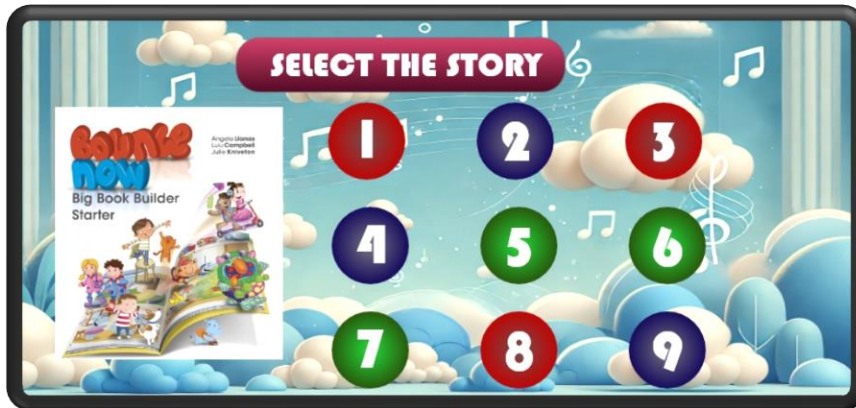 SELECT THE STORY
BOUNCE
NOW
Angela Llanas
Lulu Campbell
Julie Kniveton
Big Book Builder
Starter
1
2
3
4
5
6
7
8
9